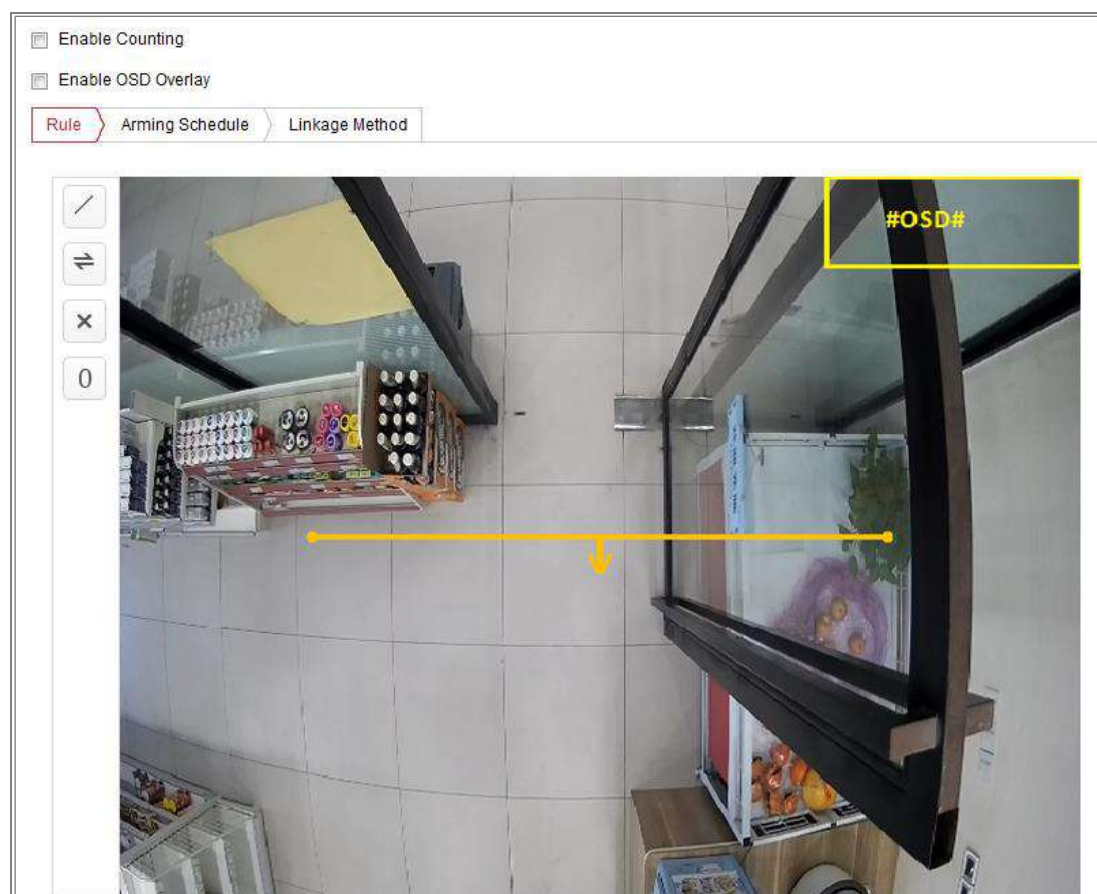 Enable Counting
Enable OSD Overlay
Rule Arming Schedule Linkage Method
#OSD#
0